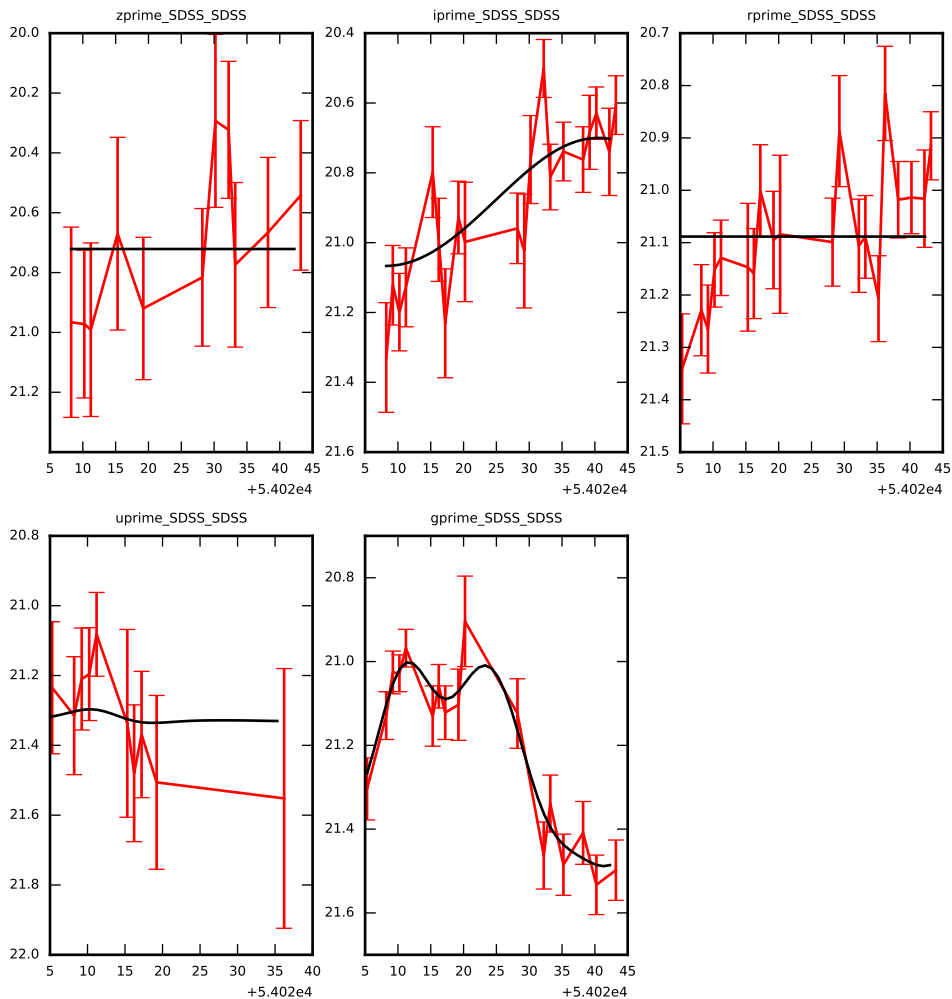 zprime_SDSS_SDSS iprime_SDSS_SDSS rprime_SDSS_SDSS
20.0 20.4 20.7
20.2 20.6 20.8
20.4 20.8 20.9
20.6 21.0 21.0
20.8 21.2 21.1
21.0 21.4 21.2
21.2 21.6 21.3
21.4
21.5
5 10 15 20 25 30 35 40 45 5 10 15 20 25 30 35 40 45 5 10 15 20 25 30 35 40 45
+5.402e4 +5.402e4 +5.402e4
uprime_SDSS_SDSS gprime_SDSS_SDSS
20.8 20.8
21.0 21.0
21.2 21.2
21.4 21.4
21.6 21.6
21.8
22.0
5 10 15 20 25 30 35 40 5 10 15 20 25 30 35 40 45
+5.402e4 +5.402e4